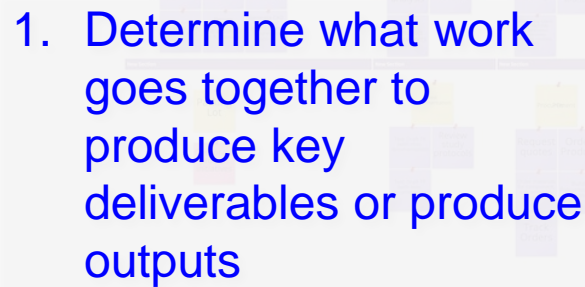 1. Determine what work
goes together to
produce key
deliverables or produce
outputs